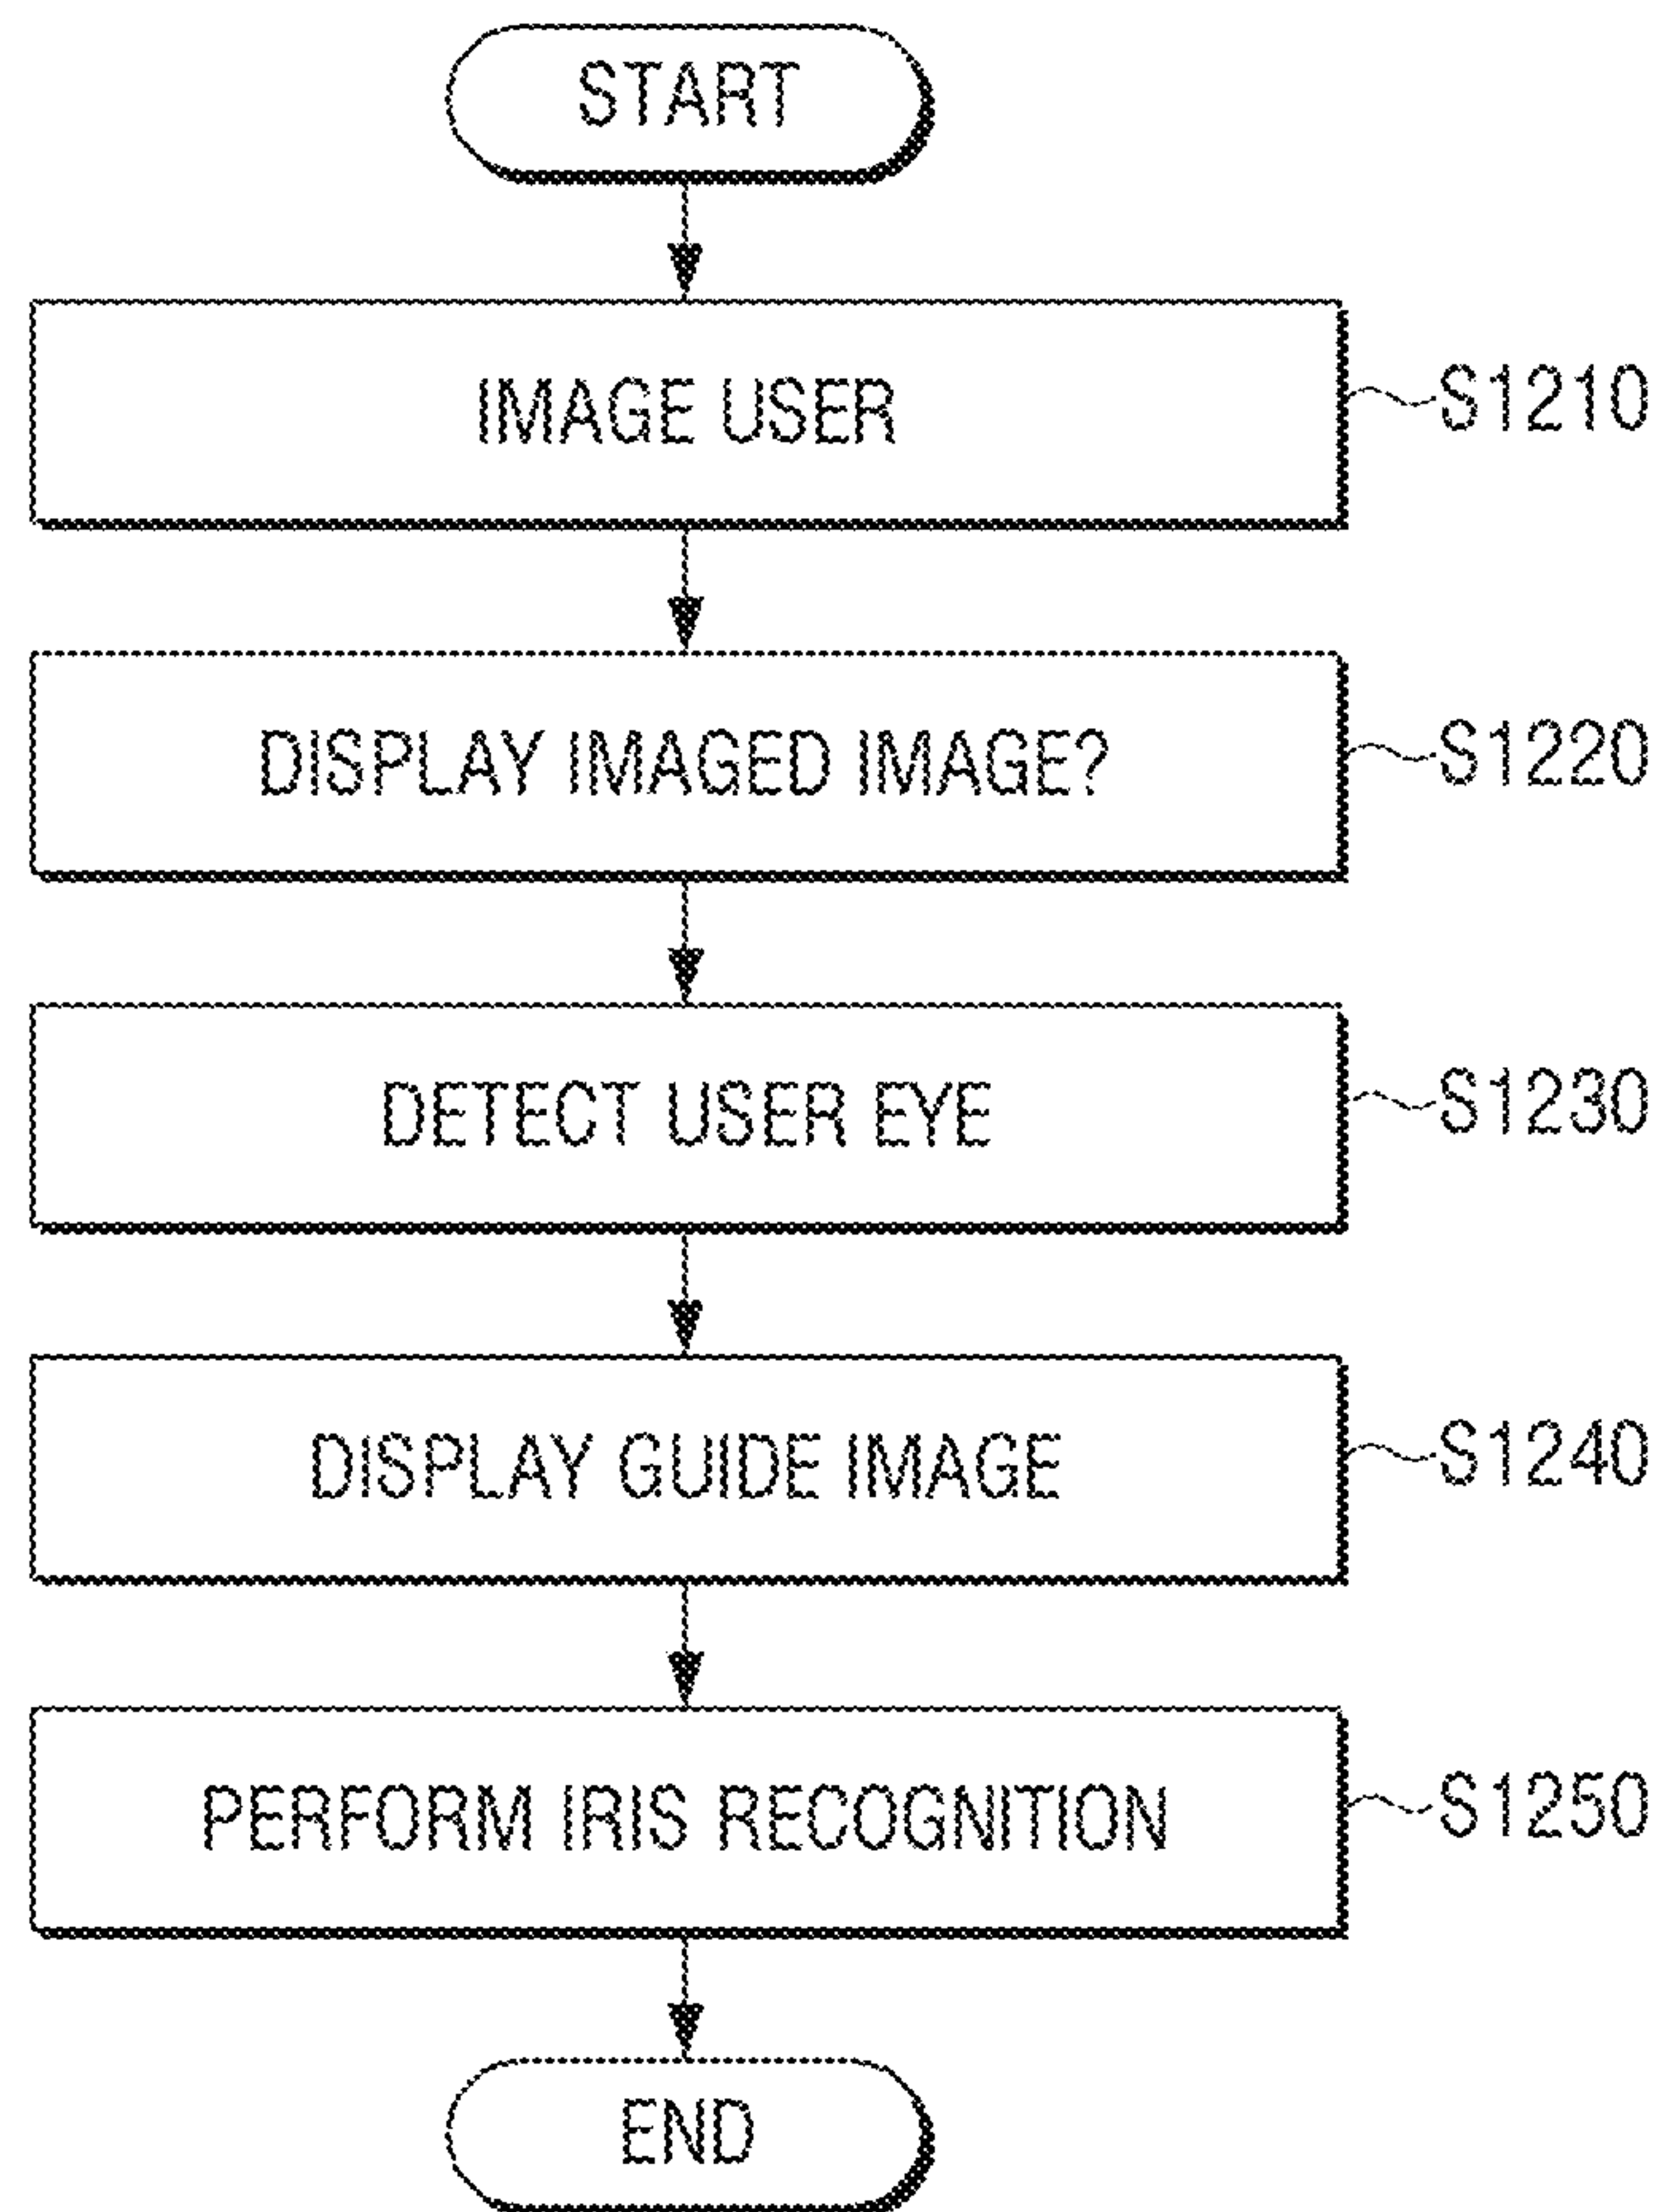 START
IMAGE USER
S1210
DISPLAY IMAGED IMAGE?
S1220
DETECT USER EYE
S1230
DISPLAY GUIDE IMAGE
S1240
PERFORM IRIS RECOGNITION
S1250
END